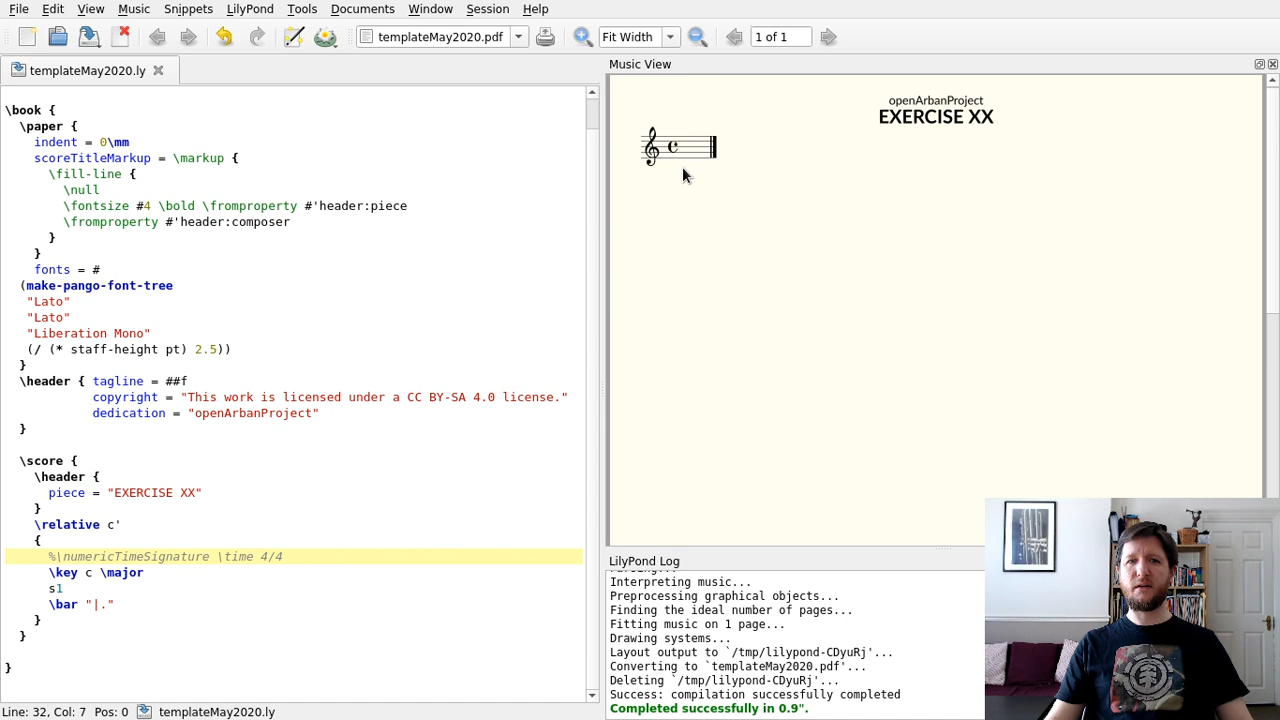 File Edit View Music Snippets LilyPond Tools Documents Window Session Help
templateMay2020.pdf Fit Width 1 of 1
templateMay2020.ly
Music View
\book {
\paper {
indent = 0\mm
scoreTitleMarkup = \markup {
\fill-line {
\null
\fontsize #4 \bold \fromproperty #'header:piece
\fromproperty #'header:composer
}
}
fonts = #
(make-pango-font-tree
"Lato"
"Lato"
"Liberation Mono"
(/ (* staff-height pt) 2.5))
}
\header { tagline = ##f
copyright = "This work is licensed under a CC BY-SA 4.0 license."
dedication = "openArbanProject"
}
\score {
\header {
piece = "EXERCISE XX"
}
\relative c'
{
%\numericTimeSignature \time 4/4
\key c \major
s1
\bar "|."
}
}
}
Line: 32, Col: 7 Pos: 0 templateMay2020.ly
openArbanProject
EXERCISE XX
LilyPond Log
Interpreting music...
Preprocessing graphical objects...
Finding the ideal number of pages...
Fitting music on 1 page...
Drawing systems...
Layout output to `/tmp/lilypond-CDyuRj'...
Converting to `templateMay2020.pdf'...
Deleting `/tmp/lilypond-CDyuRj'...
Success: compilation successfully completed
Completed successfully in 0.9".